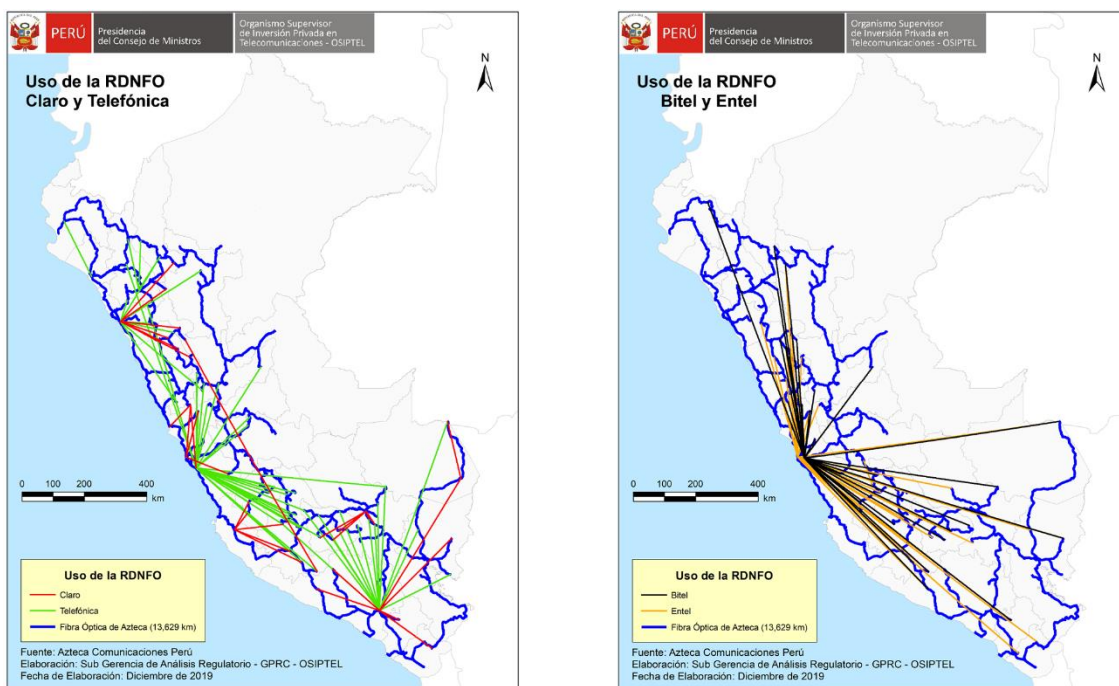 PERÚ
Presidencia
del Consejo de Ministros
Organismo Supervisor
de Inversión Privada en
Telecomunicaciones - OSIPTEL
Uso de la RDNFO
Claro y Telefónica
N
0 100 200 400
km
Uso de la RDNFO
Claro
Telefónica
Fibra Óptica de Azteca (13,629 km)
Fuente: Azteca Comunicaciones Perú
Elaboración: Sub Gerencia de Análisis Regulatorio - GPRC - OSIPTEL
Fecha de Elaboración: Diciembre de 2019
PERÚ
Presidencia
del Consejo de Ministros
Organismo Supervisor
de Inversión Privada en
Telecomunicaciones - OSIPTEL
Uso de la RDNFO
Bitel y Entel
N
0 100 200 400
km
Uso de la RDNFO
Bitel
Entel
Fibra Óptica de Azteca (13,629 km)
Fuente: Azteca Comunicaciones Perú
Elaboración: Sub Gerencia de Análisis Regulatorio - GPRC - OSIPTEL
Fecha de Elaboración: Diciembre de 2019